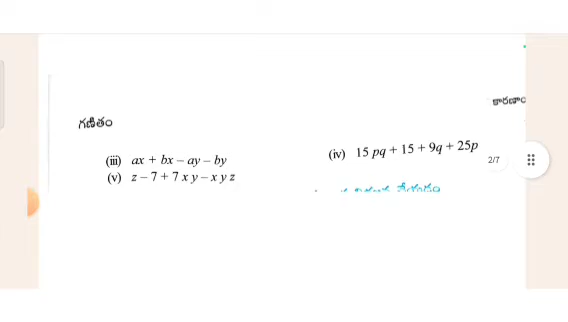 గణితం
(iii) ax + bx – ay – by
(iv) 15 pq + 15 + 9q + 25p
(v) z – 7 + 7 x y – x y z
2/7